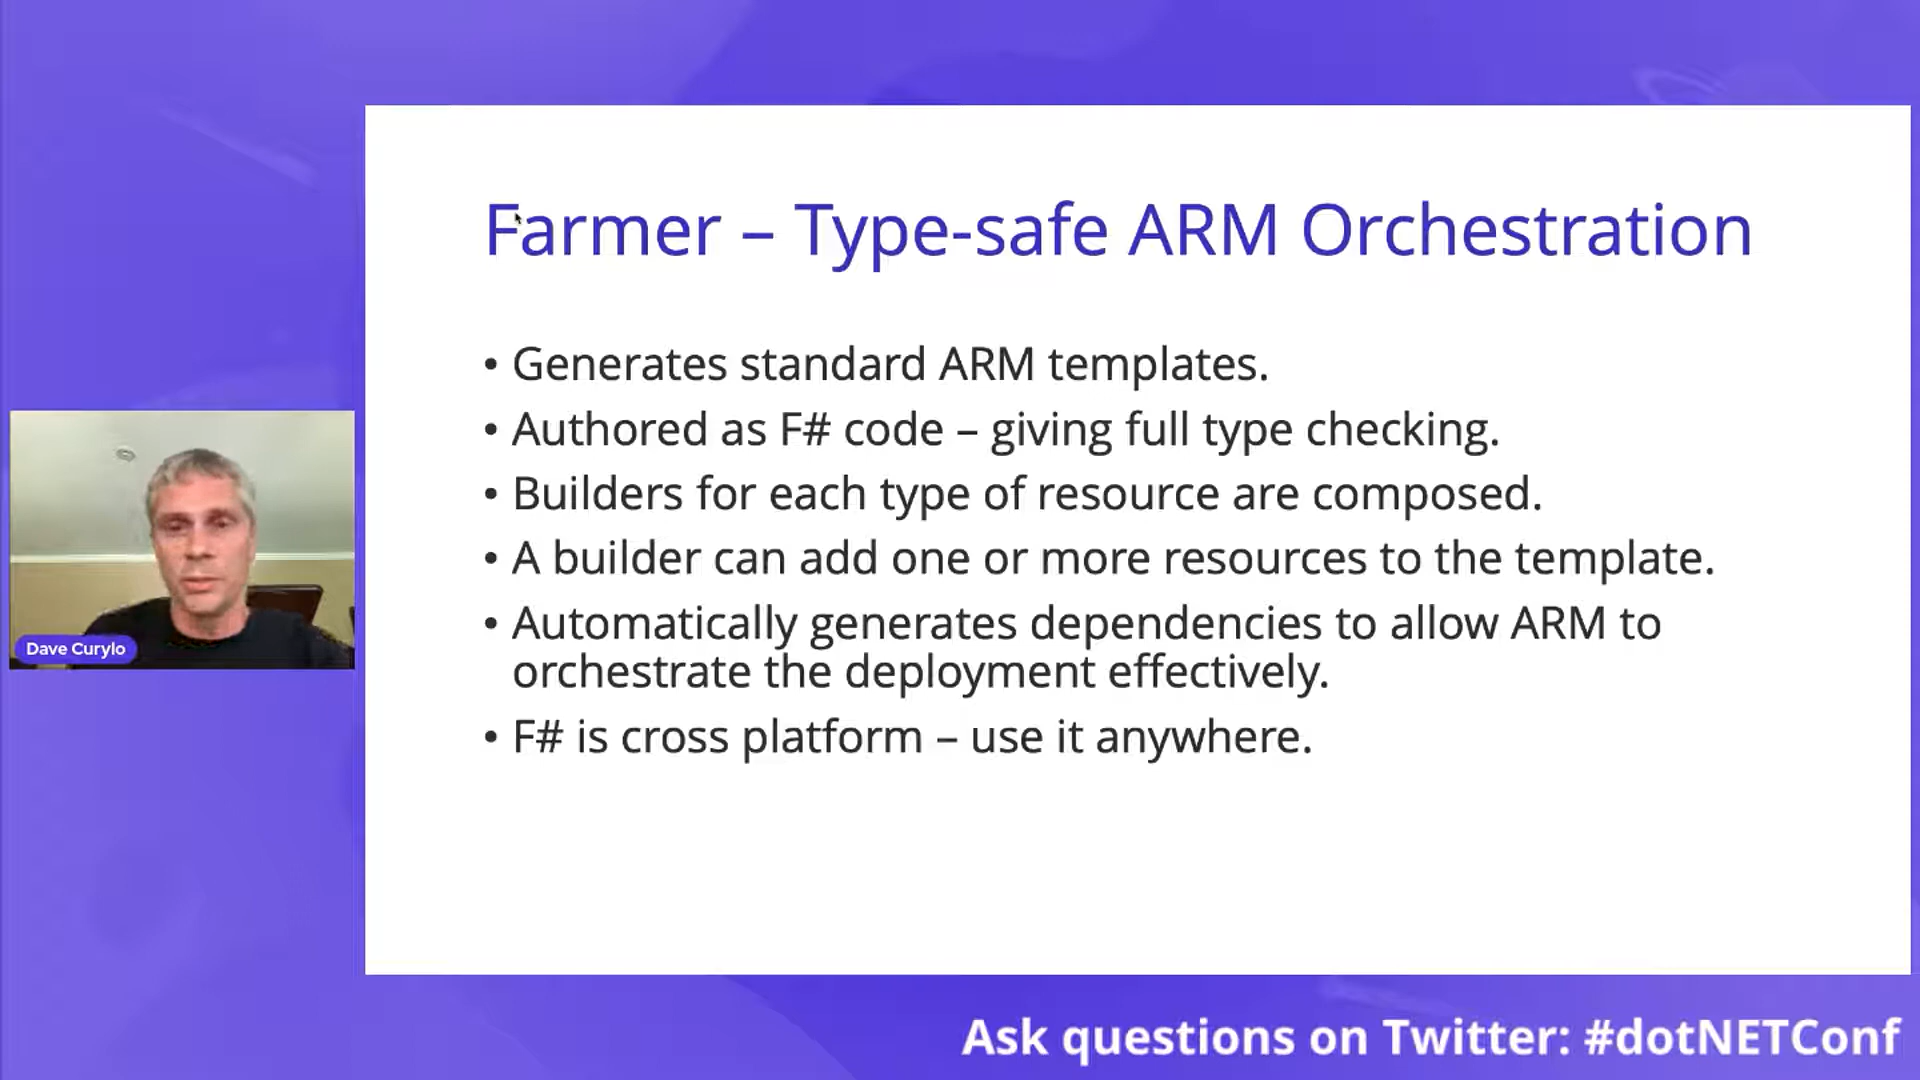 Farmer – Type-safe ARM Orchestration
• Generates standard ARM templates.
• Authored as F# code – giving full type checking.
• Builders for each type of resource are composed.
• A builder can add one or more resources to the template.
• Automatically generates dependencies to allow ARM to
orchestrate the deployment effectively.
• F# is cross platform – use it anywhere.
Dave Curylo
Ask questions on Twitter: #dotNETConf